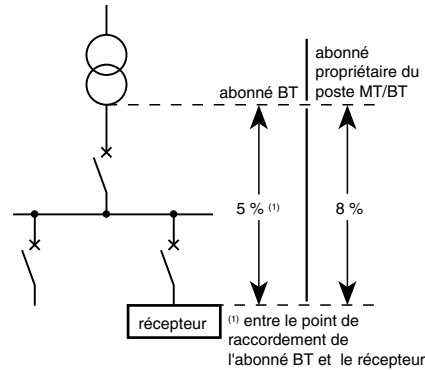 abonné
propriétaire du
poste MT/BT
abonné BT
5 % (1)
8 %
récepteur
(1) entre le point de
raccordement de
l'abonné BT et le récepteur